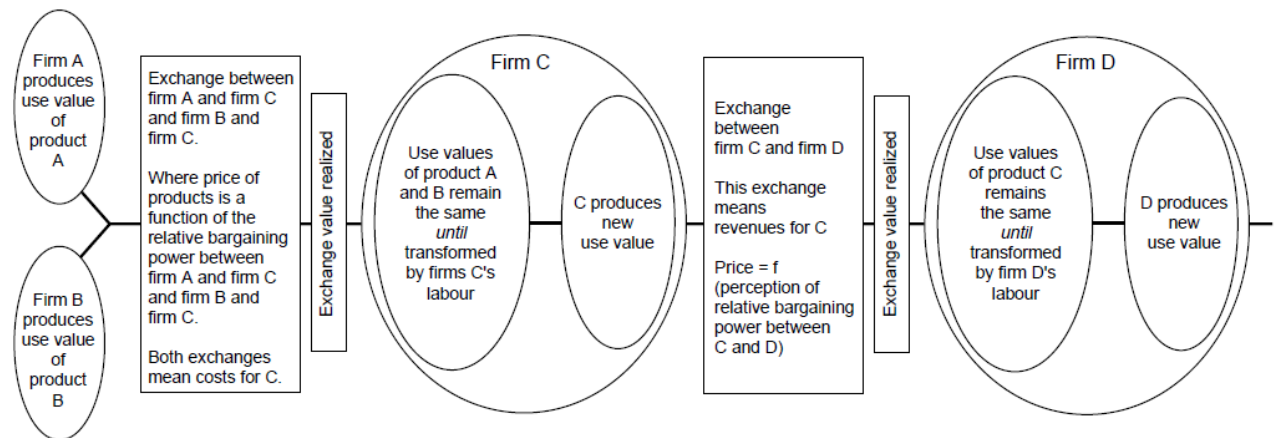 Firm A
produces
use value
of
product
A
Firm B
produces
use value
of
product
B
Exchange between
firm A and firm C
and firm B and
firm C.
Where price of
products is a
function of the
relative bargaining
power between
firm A and firm C
and firm B and
firm C.
Both exchanges
mean costs for C.
Exchange value realized
Firm C
Use values
of product A
and B remain
the same
until
transformed
by firms C's
labour
C produces
new
use value
Exchange
between
firm C and firm D
This exchange
means
revenues for C
Price = f
(perception of
relative bargaining
power between
C and D)
Exchange value realized
Firm D
Use values
of product C
remains
the same
until
transformed
by firm D's
labour
D produces
new
use value